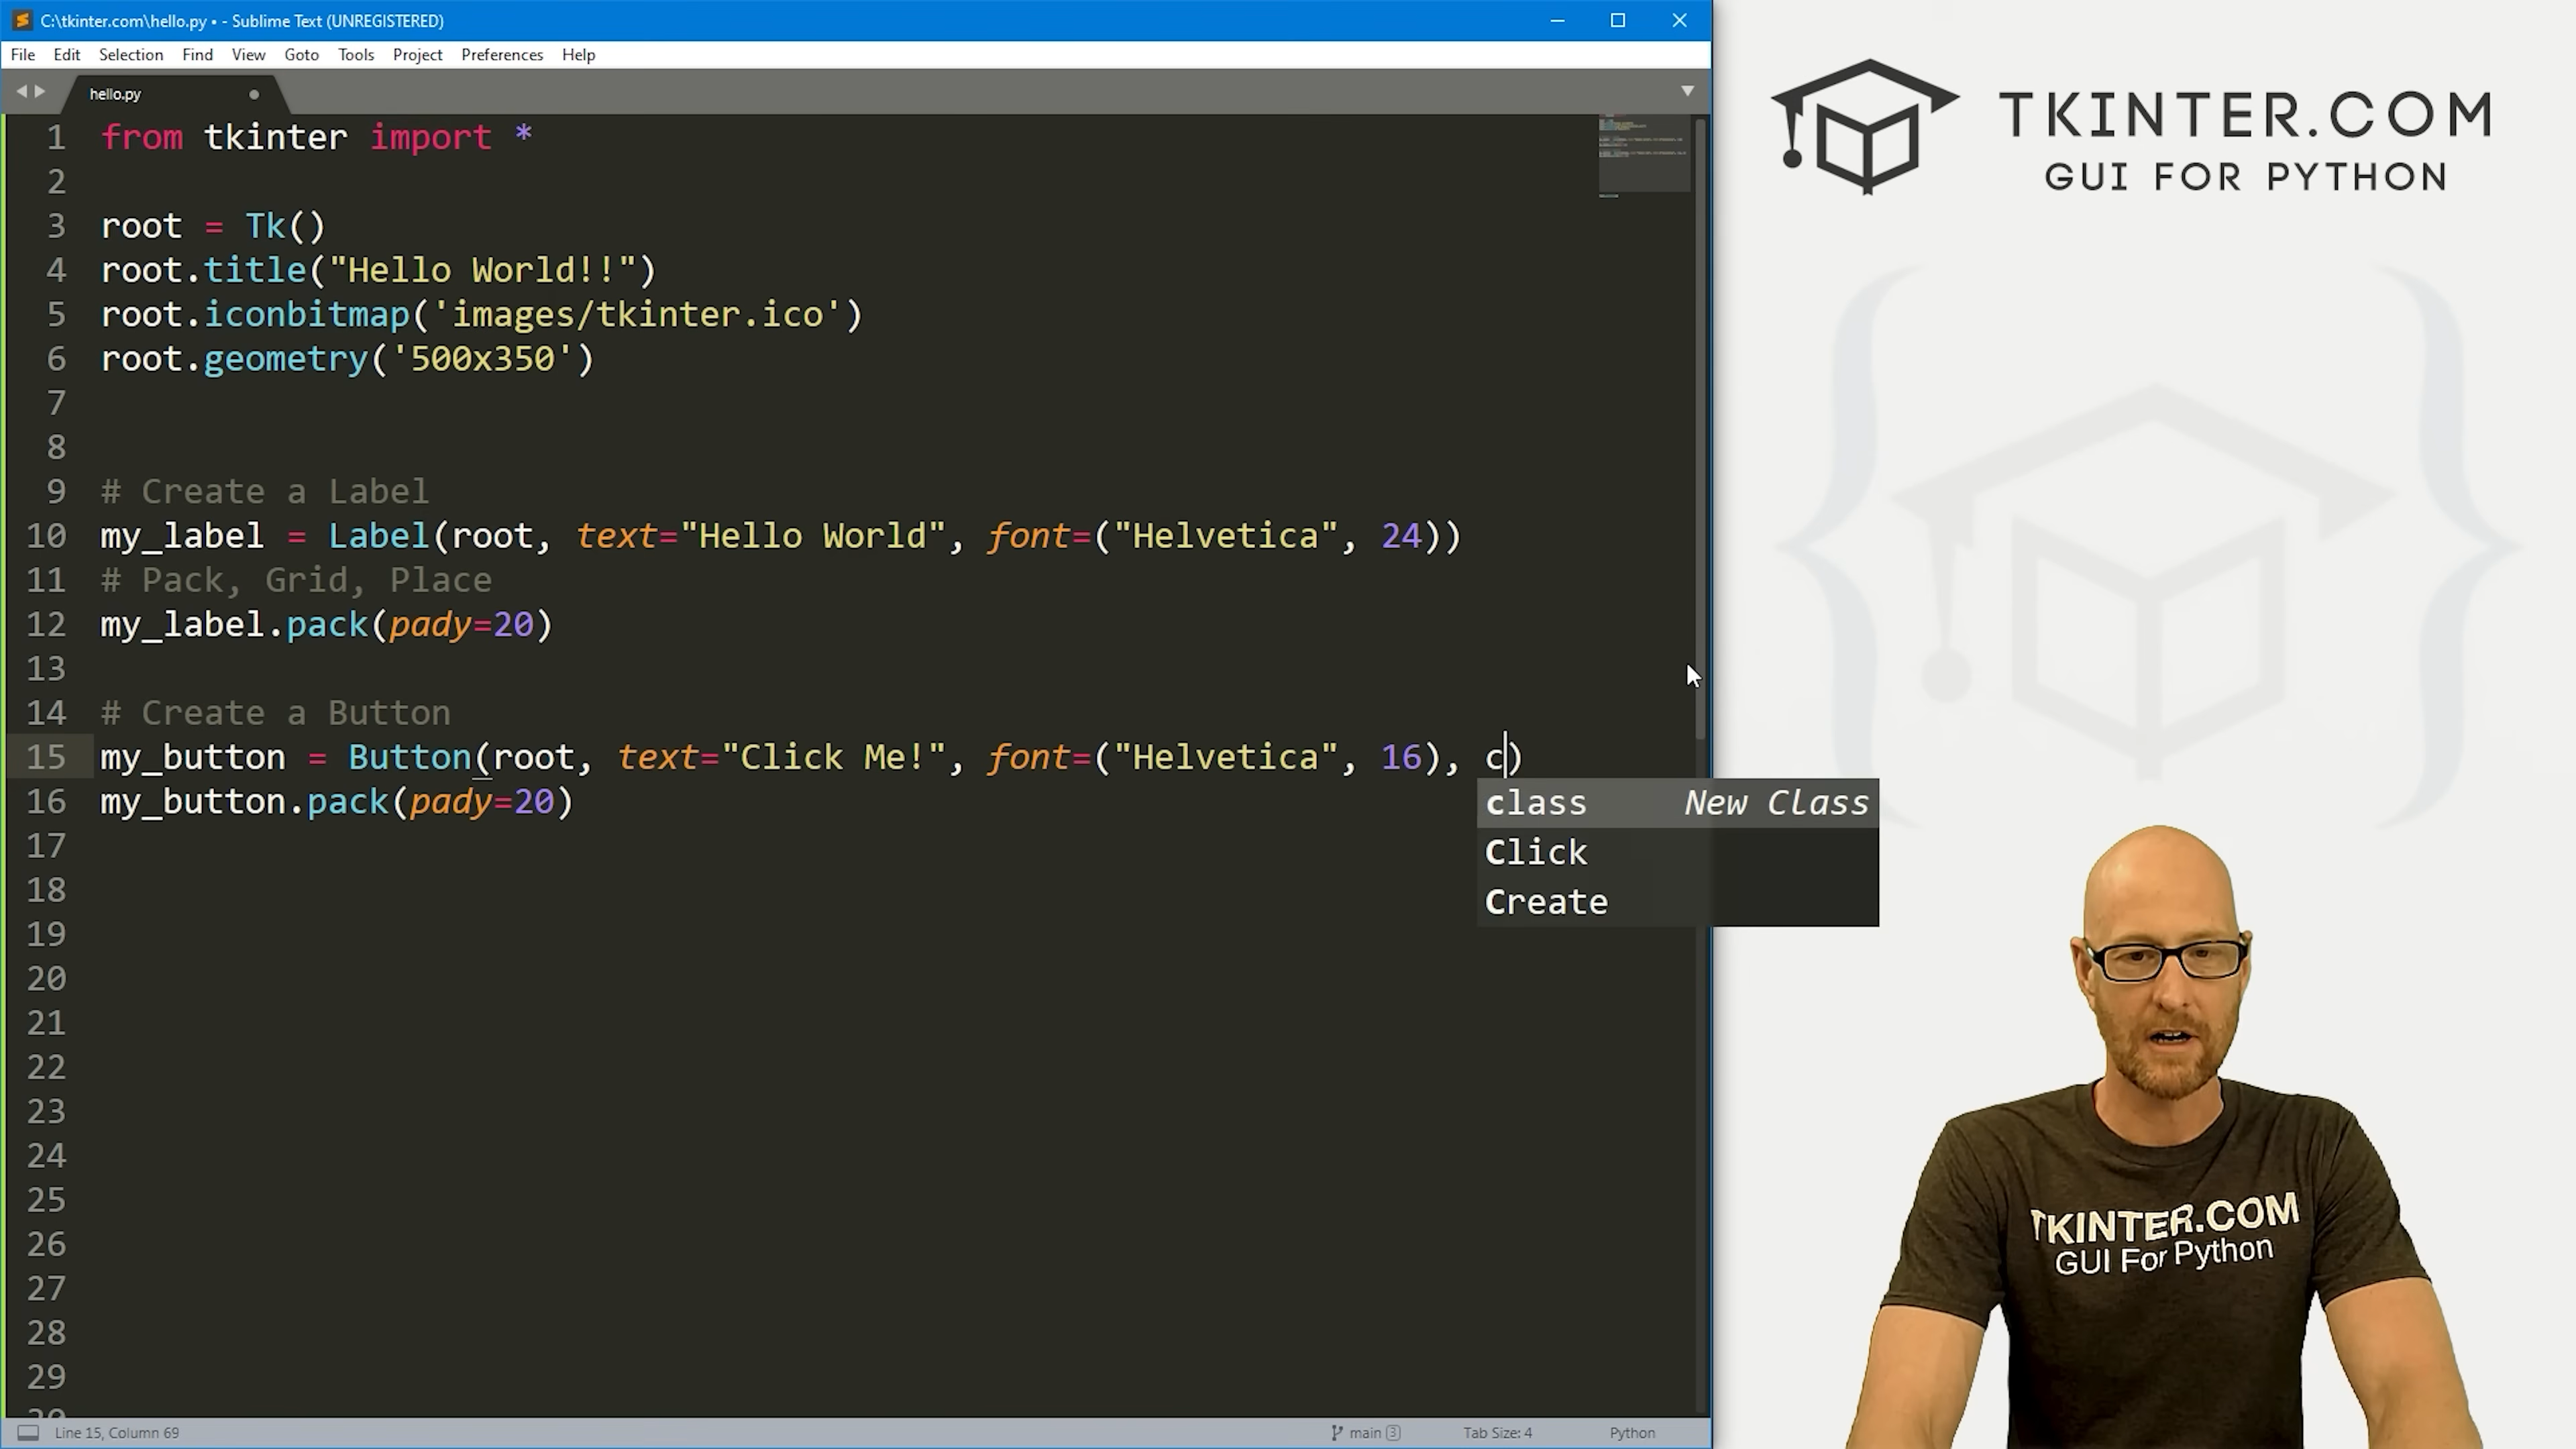 C:\tkinter.com\hello.py • - Sublime Text (UNREGISTERED)
File Edit Selection Find View Goto Tools Project Preferences Help
hello.py
1 from tkinter import *
2
3 root = Tk()
4 root.title("Hello World!!")
5 root.iconbitmap('images/tkinter.ico')
6 root.geometry('500x350')
7
8
9 # Create a Label
10 my_label = Label(root, text="Hello World", font=("Helvetica", 24))
11 # Pack, Grid, Place
12 my_label.pack(pady=20)
13
14 # Create a Button
15 my_button = Button(root, text="Click Me!", font=("Helvetica", 16), c)
16 my_button.pack(pady=20)
17
18
19
20
21
22
23
24
25
26
27
28
29
class New Class
Click
Create
Line 15, Column 69
main 3
Tab Size: 4
Python
TKINTER.COM
GUI FOR PYTHON
TKINTER.COM
GUI For Python